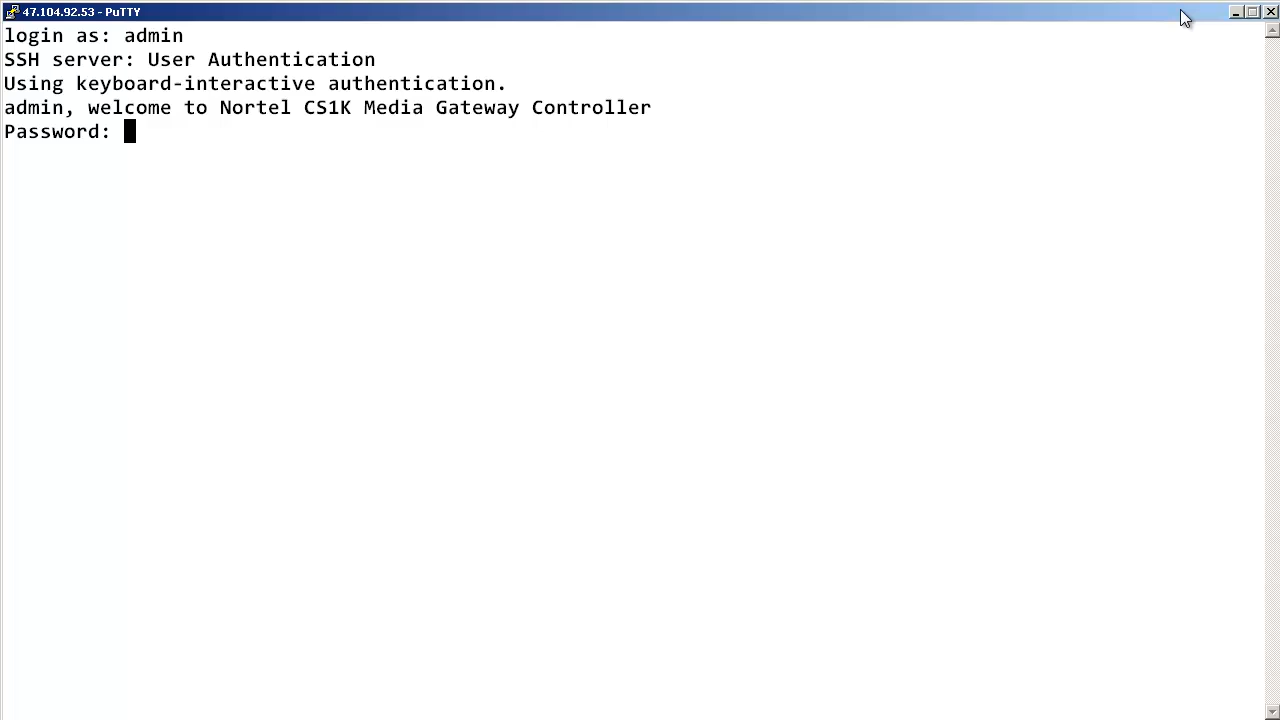 47.104.92.53 - PuTTY
login as: admin
SSH server: User Authentication
Using keyboard-interactive authentication.
admin, welcome to Nortel CS1K Media Gateway Controller
Password: